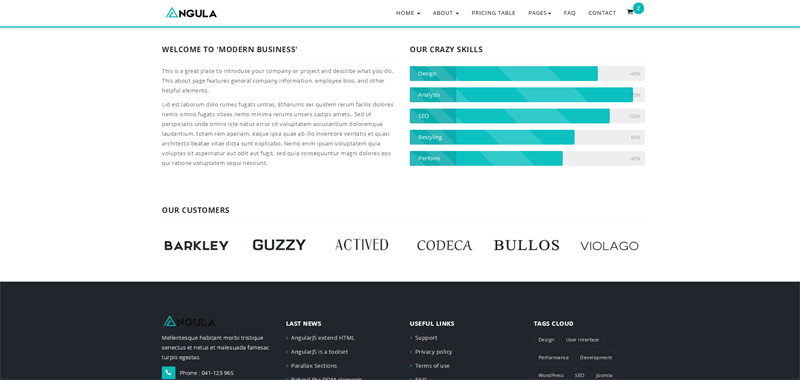 ANGULA
HOME ABOUT PRICING TABLE PAGES FAQ CONTACT 2
WELCOME TO 'MODERN BUSINESS'
This is a great place to introduce your company or project and describe what you do.
This about page features general company information, employee bios, and other
helpful elements.
Lid est laborum dolo rumes fugats untras. Etharums ser quidem rerum facilis dolores
nemis omnis fugats vitaes nemo minima rerums unsers sadips amets.. Sed ut
perspiciatis unde omnis iste natus error sit voluptatem accusantium doloremque
laudantium, totam rem aperiam, eaque ipsa quae ab illo inventore veritatis et quasi
architecto beatae vitae dicta sunt explicabo. Nemo enim ipsam voluptatem quia
voluptas sit aspernatur aut odit aut fugit, sed quia consequuntur magni dolores eos
qui ratione voluptatem sequi nesciunt.
OUR CRAZY SKILLS
Design
Analysis
SEO
Restyling
Perform
OUR CUSTOMERS
BARKLEY GUZZY ACTIVED CODECA BULLOS VIOLAGO
ANGULA
Mellentesque habitant morbi tristique
senectus et netus et malesuada famesac
turpis egestas.
Phone : 041-123 965
LAST NEWS
AngularJS extend HTML
AngularJS is a toolset
Parallax Sections
Behind the DOM elements
USEFUL LINKS
Support
Privacy policy
Terms of use
FAQ
TAGS CLOUD
Design User interface
Performance Development
WordPress SEO Joomla